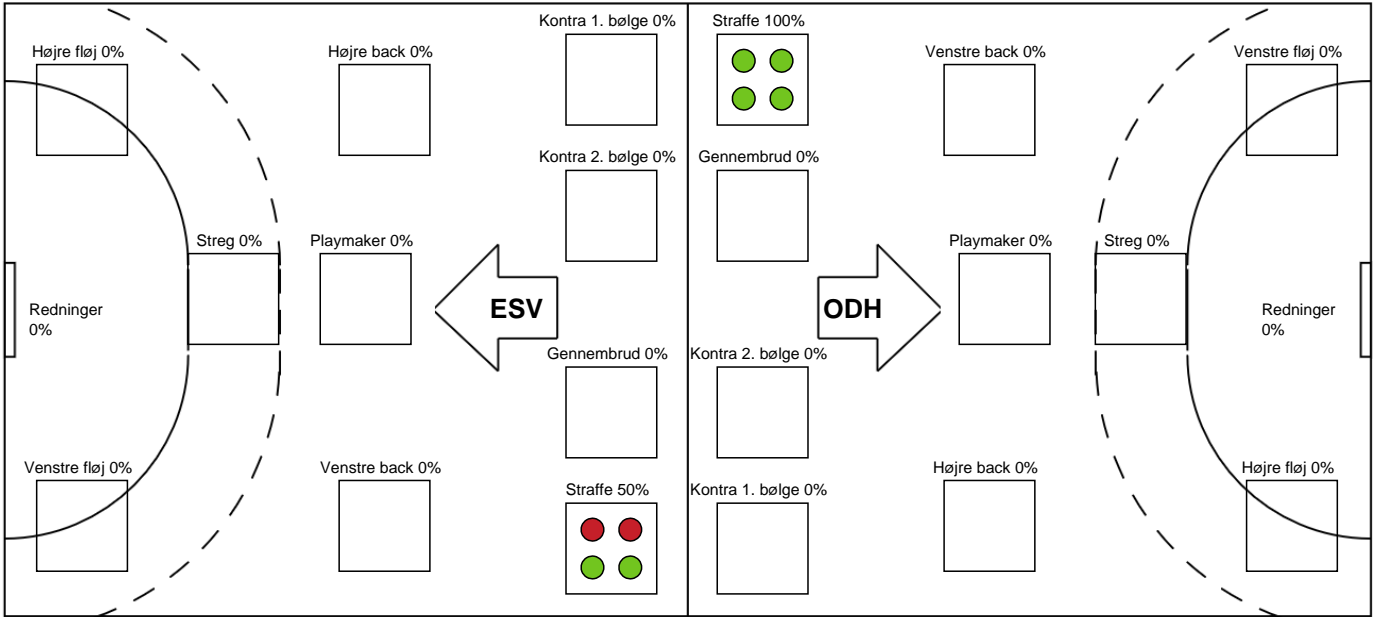 Kontra 1. bølge 0%
Straffe 100%
Højre fløj 0%
Højre back 0%
Venstre back 0%
Venstre fløj 0%
Kontra 2. bølge 0%
Gennembrud 0%
Streg 0%
Playmaker 0%
Playmaker 0%
Streg 0%
Redninger
0%
ESV
ODH
Redninger
0%
Gennembrud 0%
Kontra 2. bølge 0%
Venstre fløj 0%
Venstre back 0%
Højre back 0%
Højre fløj 0%
Straffe 50%
Kontra 1. bølge 0%